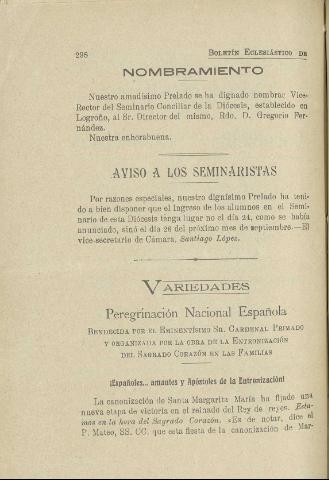 298
BOLETÍN ECLESIÁSTICO DE
NOMBRAMIENTO
Nuestro amadísimo Prelado se ha dignado nombrar Vice-
Rector del Seminario Conciliar de la Diócesis, establecido en
Logroño, al Sr. Director del mismo, Rdo. D. Gregorio Fer-
nández.
Nuestra enhorabuena.
AVISO A LOS SEMINARISTAS
Por razones especiales, nuestro dignísimo Prelado ha teni-
do a bien disponer que el ingreso de los alumnos en el Semi-
nario de esta Diócesis tenga lugar no el día 24, como se había
anunciado, sinó el día 26 del próximo mes de septiembre.—El
vice-secretario de Cámara, Santiago López.
VARIEDADES
Peregrinación Nacional Española
BENDECIDA POR EL EMINENTÍSIMO SR. CARDENAL PRIMADO
Y ORGANIZADA POR LA OBRA DE LA ENTRONIZACIÓN
DEL SAGRADO CORAZÓN EN LAS FAMILIAS
¡Españoles... amantes y Apóstoles de la Entronización!
La canonización de Santa Margarita María ha fijado una
nueva etapa de victoria en el reinado del Rey de reyes. Esta-
mos en la hora del Sagrado Corazón. «Es de notar, dice el
P. Mateo, SS. CC. que esta fiesta de la canonización de Mar-